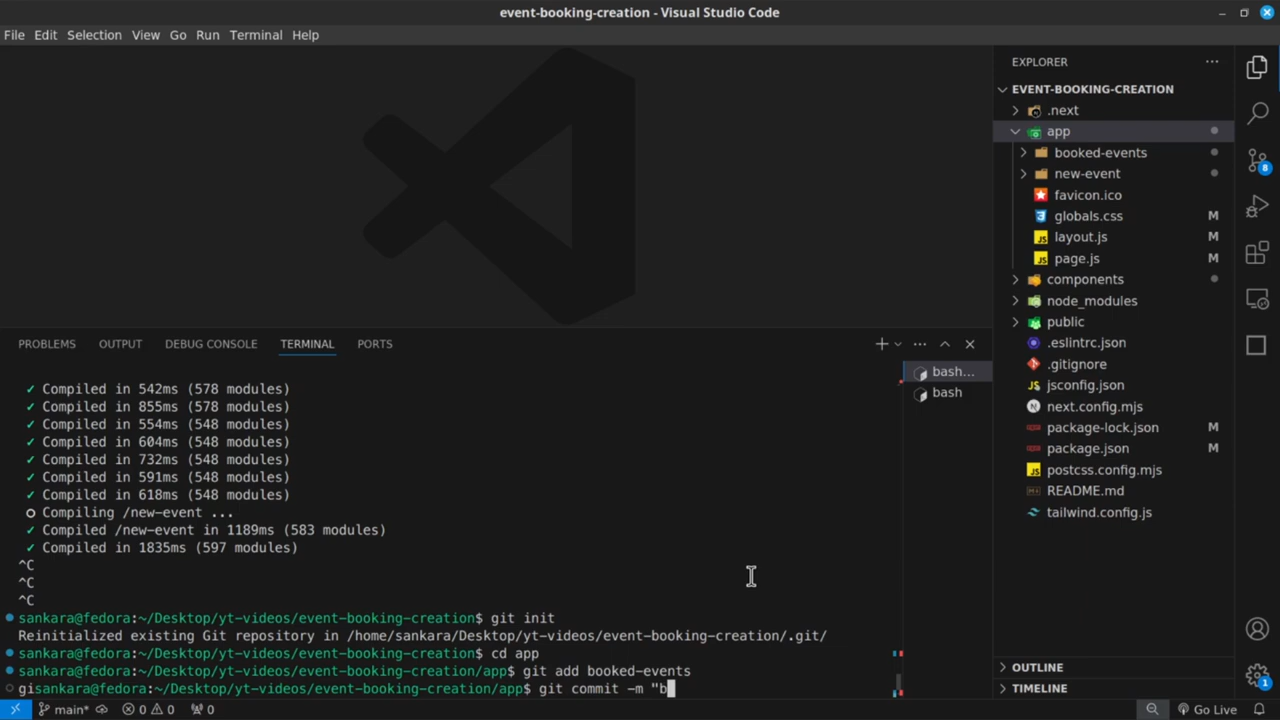 event-booking-creation - Visual Studio Code
File Edit Selection View Go Run Terminal Help
EXPLORER
EVENT-BOOKING-CREATION
.next
app
booked-events
new-event
favicon.ico
globals.css M
layout.js M
page.js M
components
node_modules
public
.eslintrc.json
.gitignore
jsconfig.json
next.config.mjs
package-lock.json M
package.json M
postcss.config.mjs
README.md
tailwind.config.js
OUTLINE
TIMELINE
8
1
PROBLEMS OUTPUT DEBUG CONSOLE TERMINAL PORTS
bash...
bash
✓ Compiled in 542ms (578 modules)
✓ Compiled in 855ms (578 modules)
✓ Compiled in 554ms (548 modules)
✓ Compiled in 604ms (548 modules)
✓ Compiled in 732ms (548 modules)
✓ Compiled in 591ms (548 modules)
✓ Compiled in 618ms (548 modules)
○ Compiling /new-event ...
✓ Compiled /new-event in 1189ms (583 modules)
✓ Compiled in 1835ms (597 modules)
^C
^C
^C
sankara@fedora:~/Desktop/yt-videos/event-booking-creation$ git init
Reinitialized existing Git repository in /home/sankara/Desktop/yt-videos/event-booking-creation/.git/
sankara@fedora:~/Desktop/yt-videos/event-booking-creation$ cd app
sankara@fedora:~/Desktop/yt-videos/event-booking-creation/app$ git add booked-events
gisankara@fedora:~/Desktop/yt-videos/event-booking-creation/app$ git commit -m "b
main* 0 0 0 Go Live